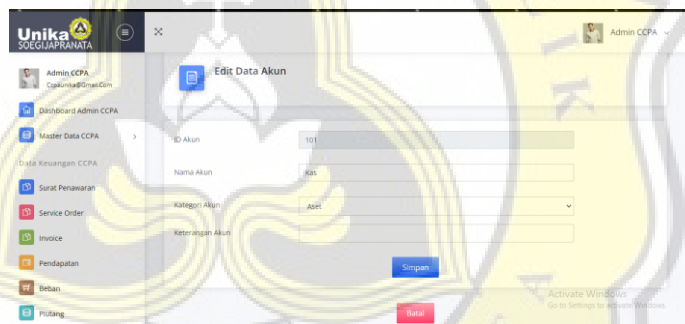 Unika
SOEGIJAPRANATA
Admin CCPA
Admin CCPA
Ccpaunika@Gmail.Com
Dashboard Admin CCPA
Master Data CCPA
Data Keuangan CCPA
Surat Penawaran
Service Order
Invoice
Pendapatan
Beban
Piutang
Edit Data Akun
ID Akun
101
Nama Akun
Kas
Kategori Akun
Aset
Keterangan Akun
Simpan
Batal
Activate Windows
Go to Settings to activate Windows.